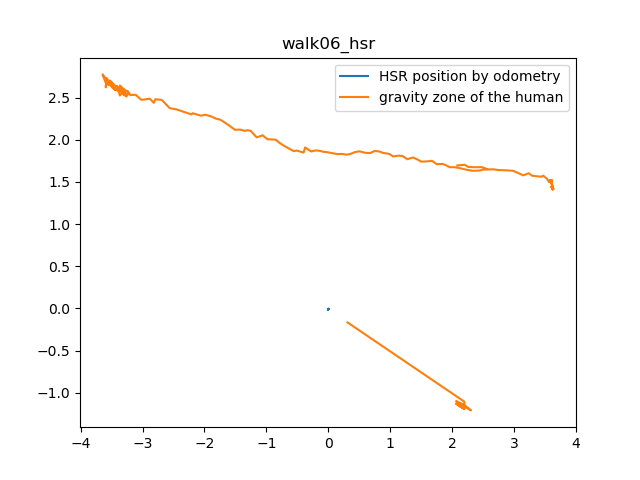 walk06_hsr
HSR position by odometry
gravity zone of the human
2.5
2.0
1.5
1.0
0.5
0.0
−0.5
−1.0
−4 −3 −2 −1 0 1 2 3 4